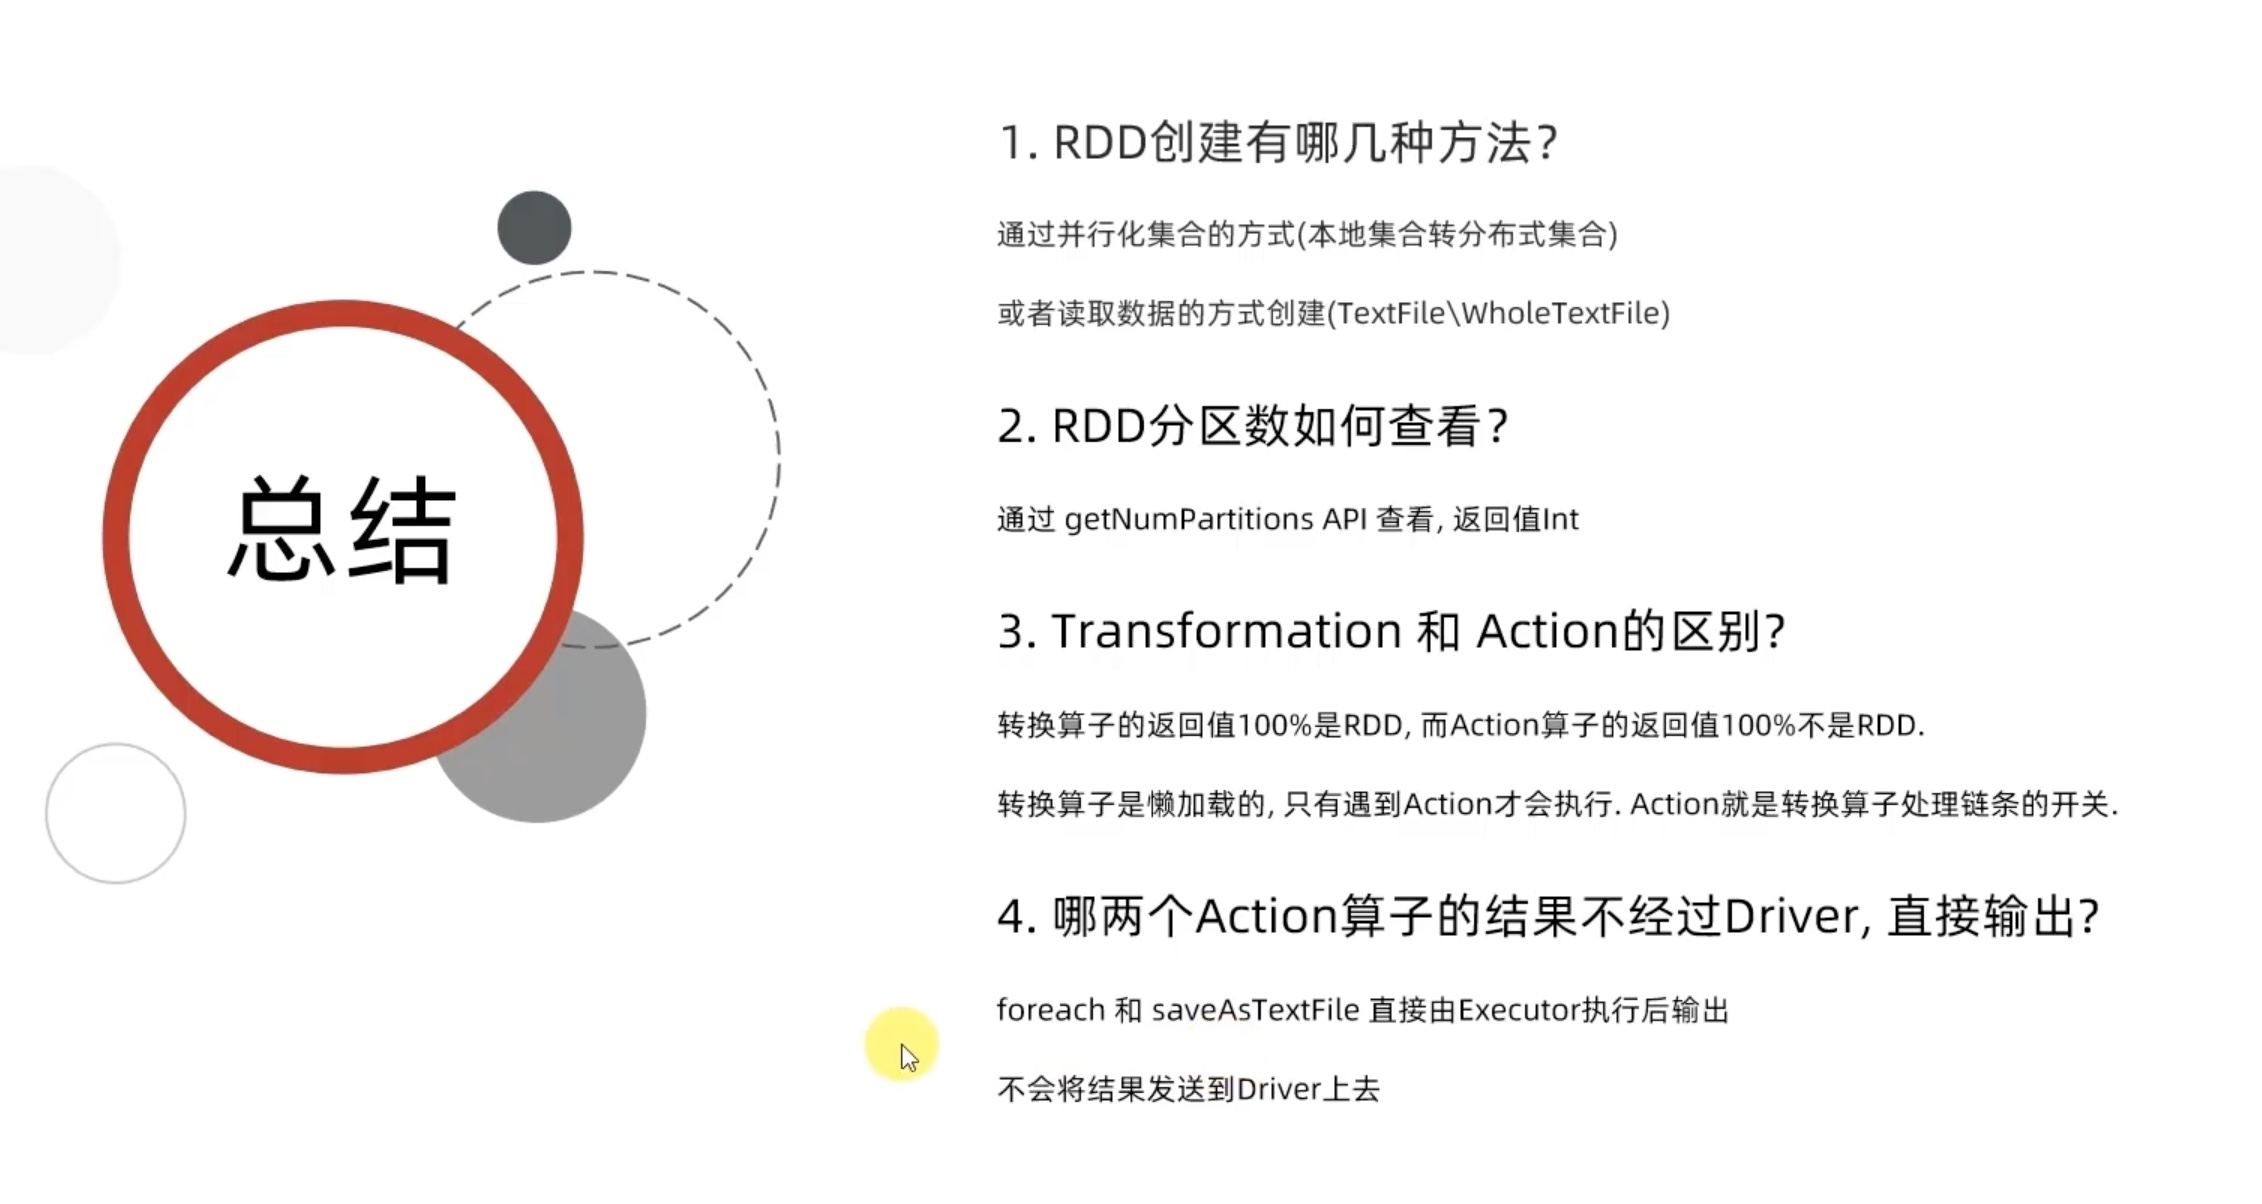 总结
1. RDD创建有哪几种方法?
通过并行化集合的方式(本地集合转分布式集合)
或者读取数据的方式创建(TextFile\WholeTextFile)
2. RDD分区数如何查看?
通过 getNumPartitions API 查看, 返回值Int
3. Transformation 和 Action的区别?
转换算子的返回值100%是RDD, 而Action算子的返回值100%不是RDD.
转换算子是懒加载的, 只有遇到Action才会执行. Action就是转换算子处理链条的开关.
4. 哪两个Action算子的结果不经过Driver, 直接输出?
foreach 和 saveAsTextFile 直接由Executor执行后输出
不会将结果发送到Driver上去